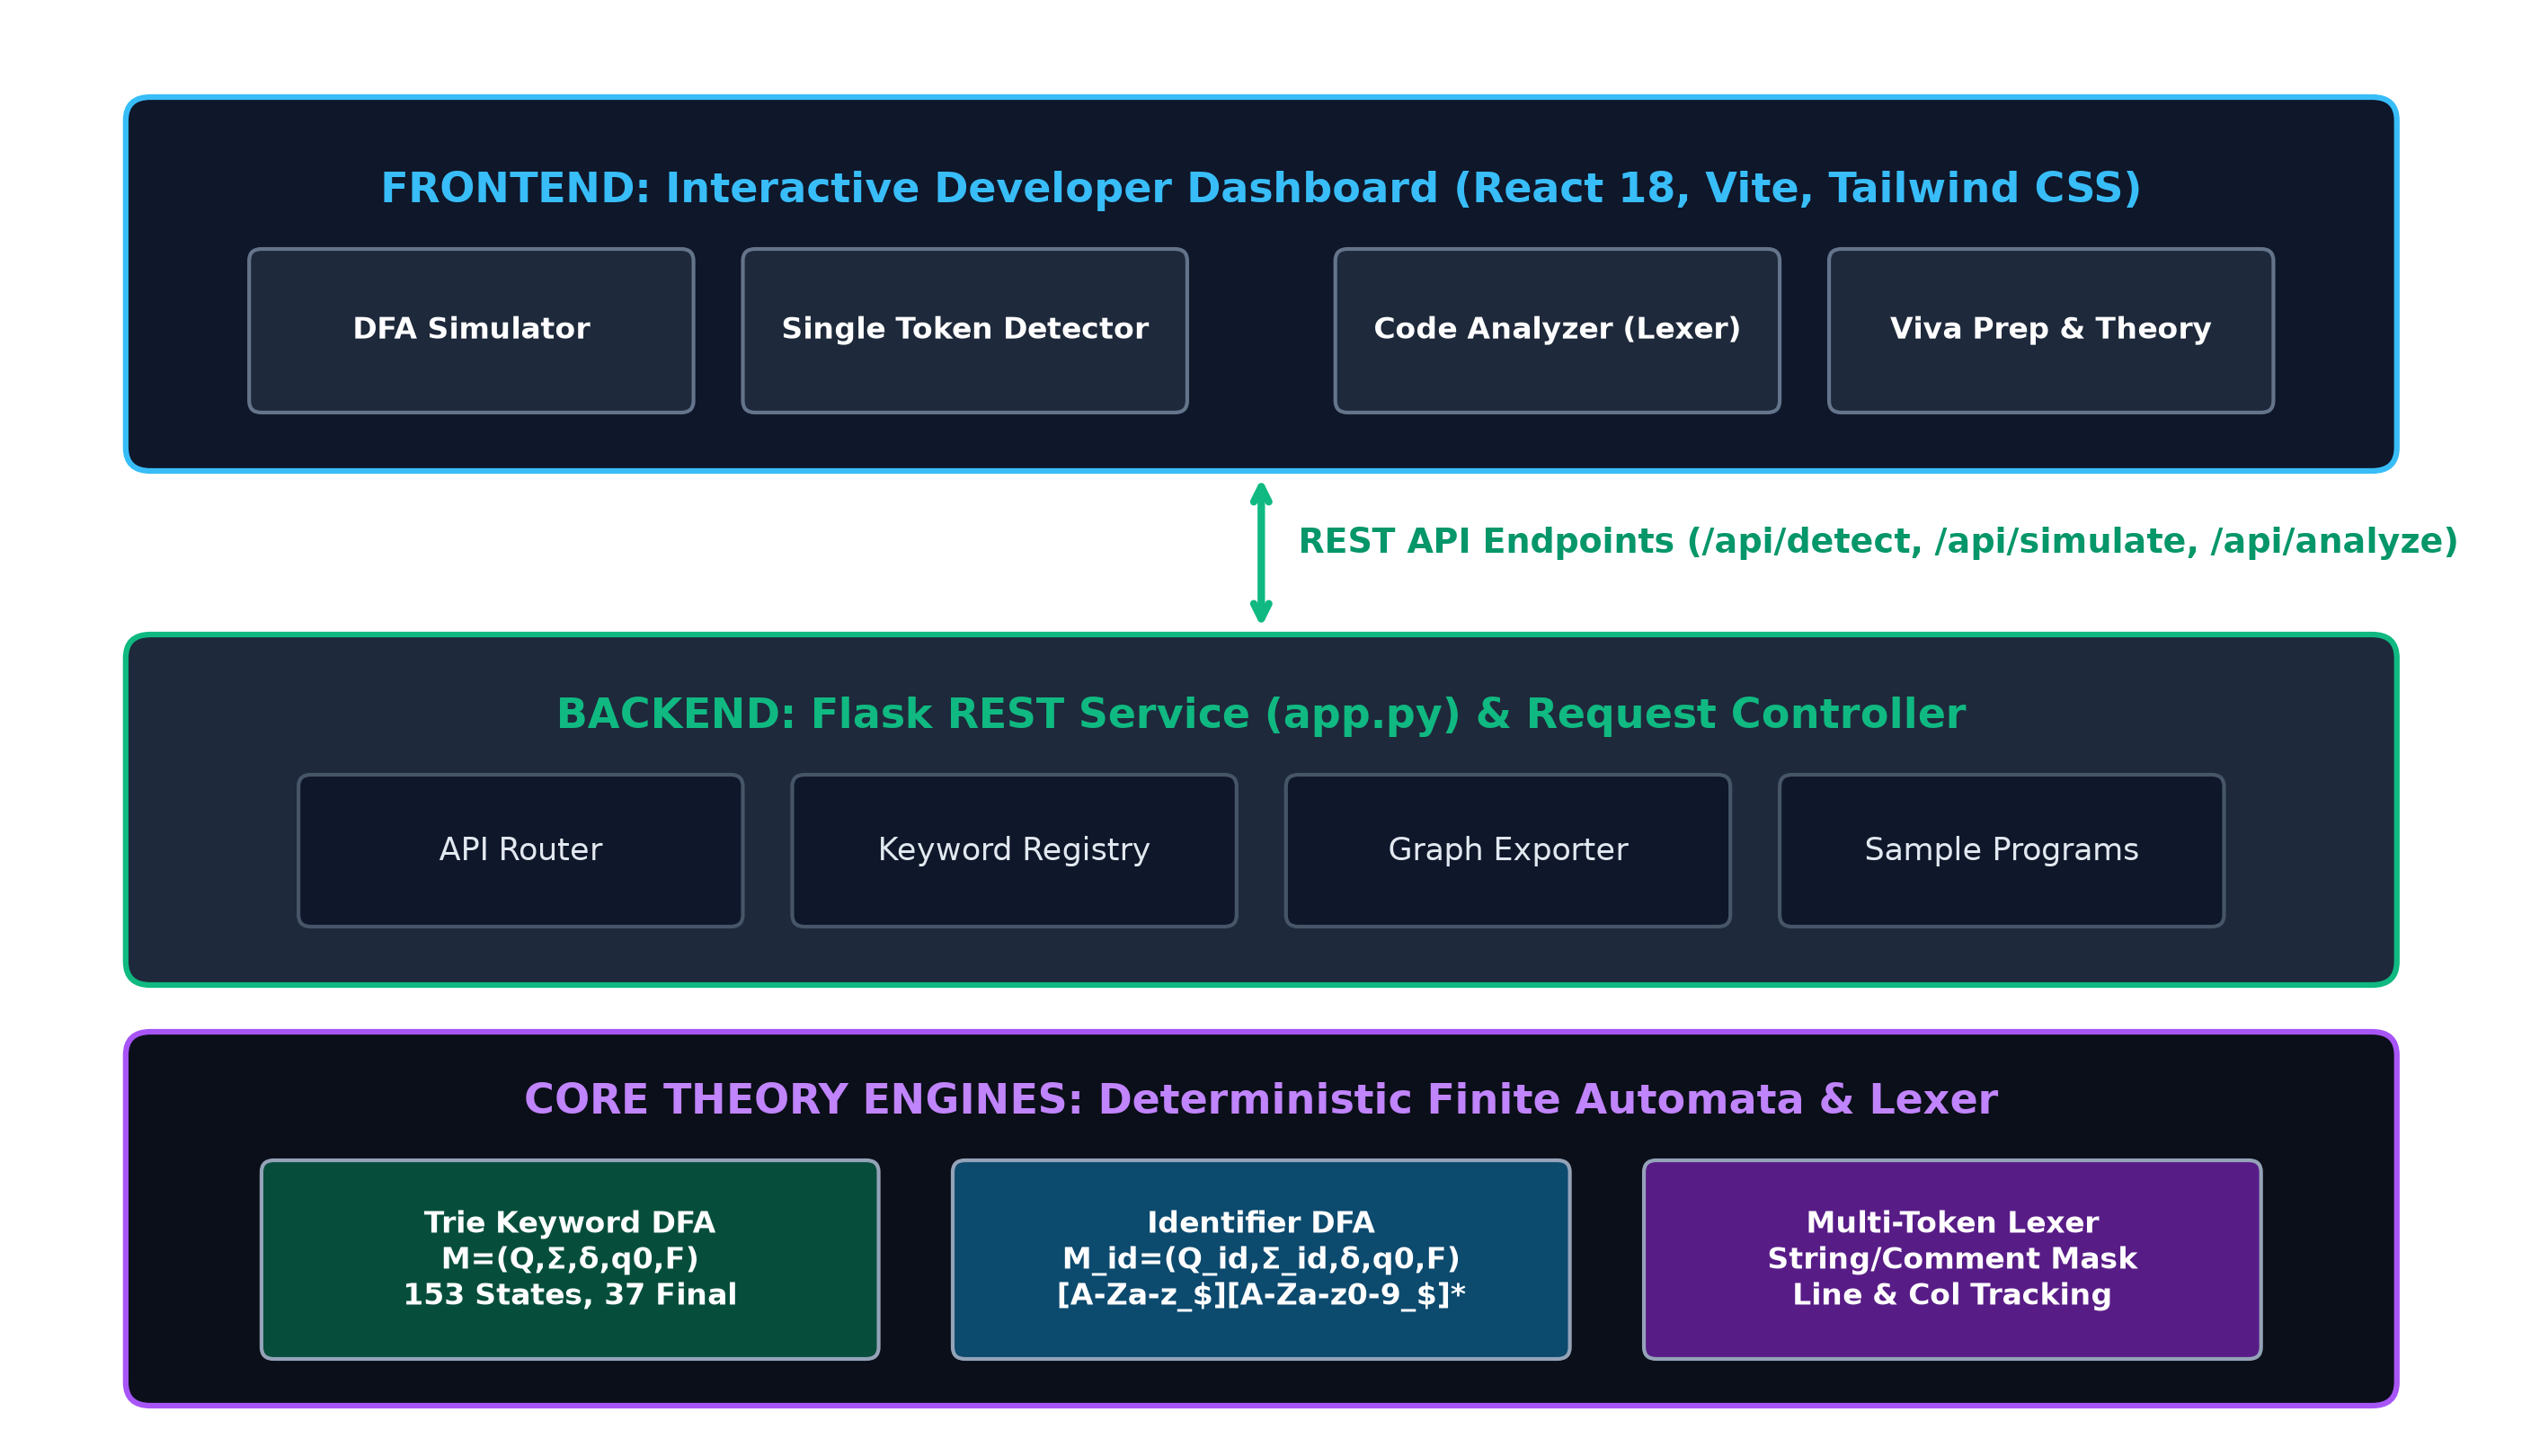 FRONTEND: Interactive Developer Dashboard (React 18, Vite, Tailwind CSS)
DFA Simulator
Single Token Detector
Code Analyzer (Lexer)
Viva Prep & Theory
REST API Endpoints (/api/detect, /api/simulate, /api/analyze)
BACKEND: Flask REST Service (app.py) & Request Controller
API Router
Keyword Registry
Graph Exporter
Sample Programs
CORE THEORY ENGINES: Deterministic Finite Automata & Lexer
Trie Keyword DFA
M=(Q,Σ,δ,q0,F)
153 States, 37 Final
Identifier DFA
M_id=(Q_id,Σ_id,δ,q0,F)
[A-Za-z_$][A-Za-z0-9_$]*
Multi-Token Lexer
String/Comment Mask
Line & Col Tracking